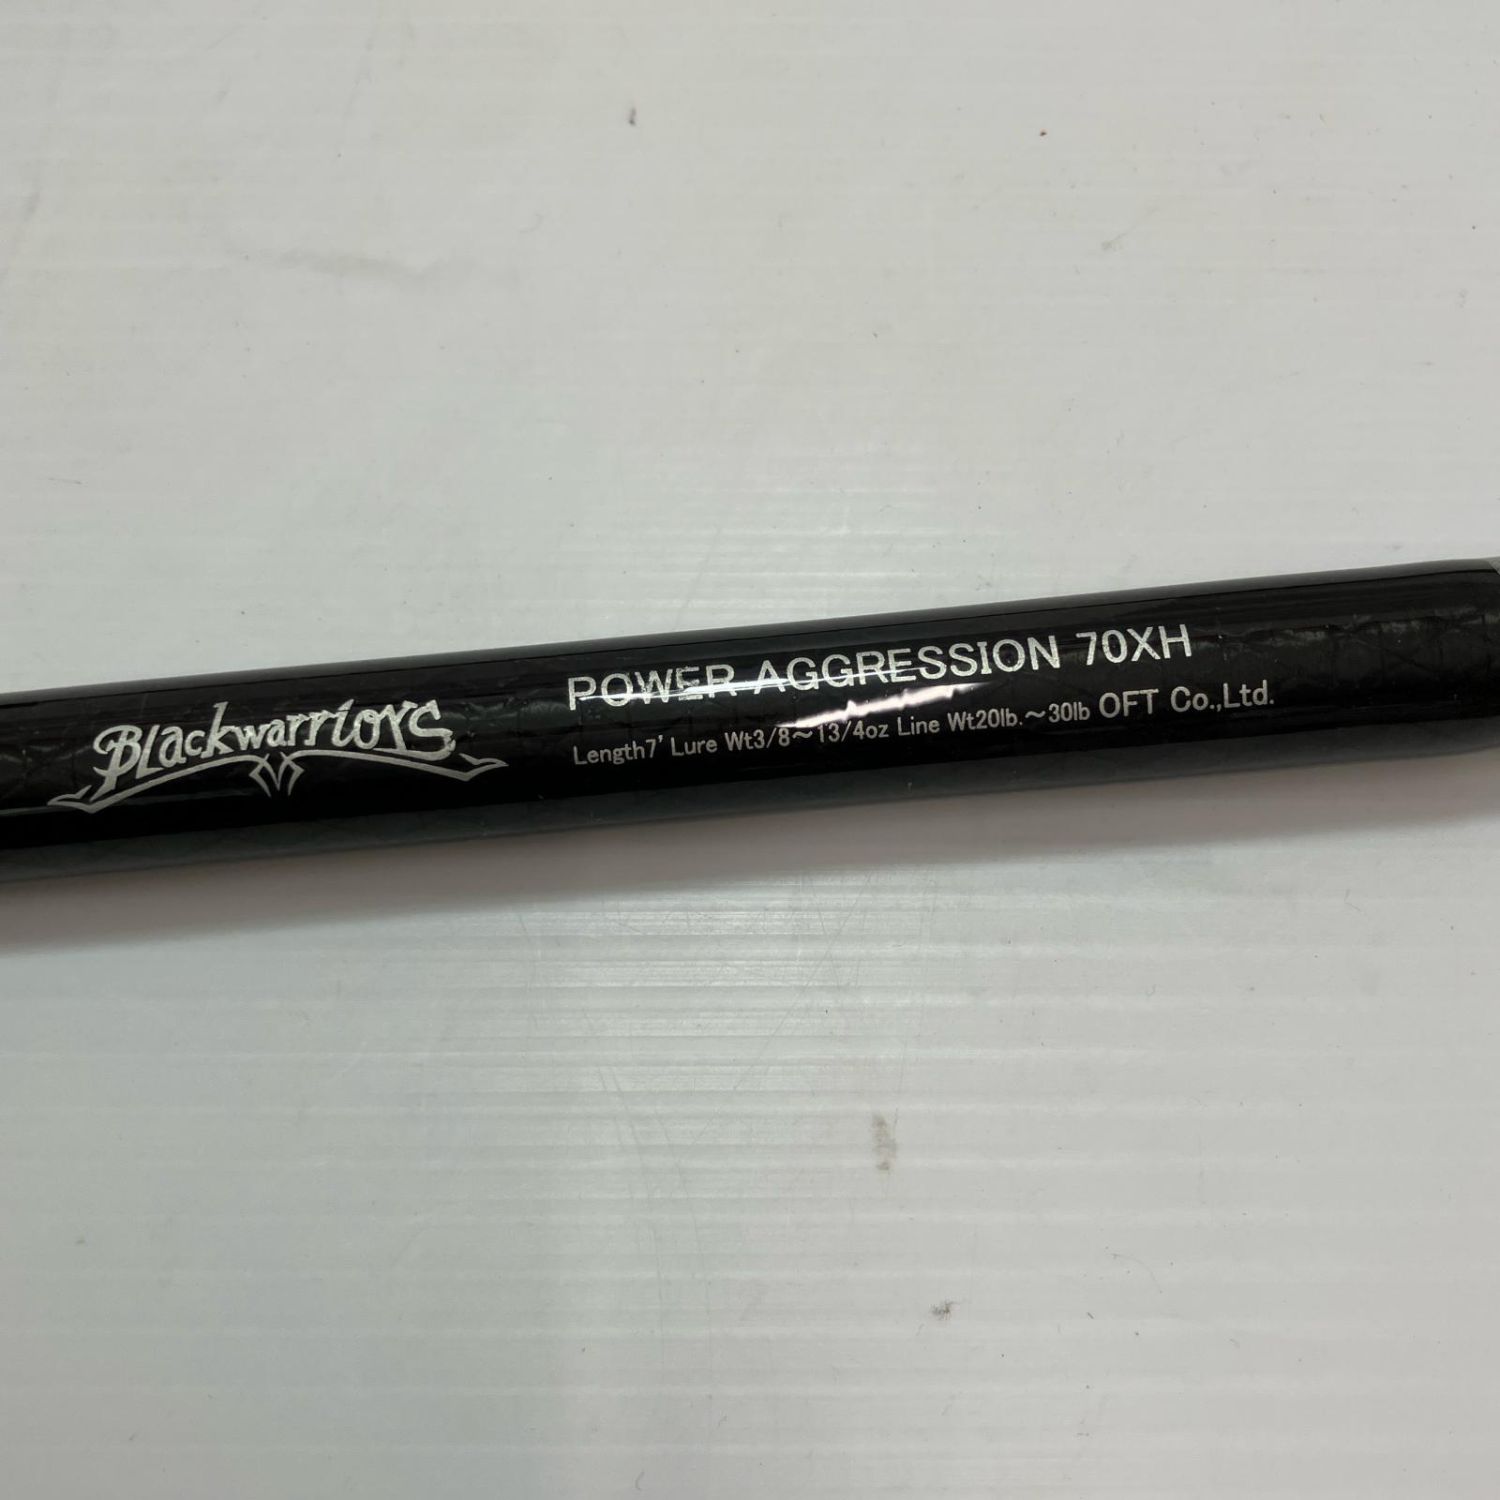 Blackwarriors
POWER AGGRESSION 70XH
Length7' Lure Wt3/8～13/4oz Line Wt20lb.～30lb OFT Co.,Ltd.